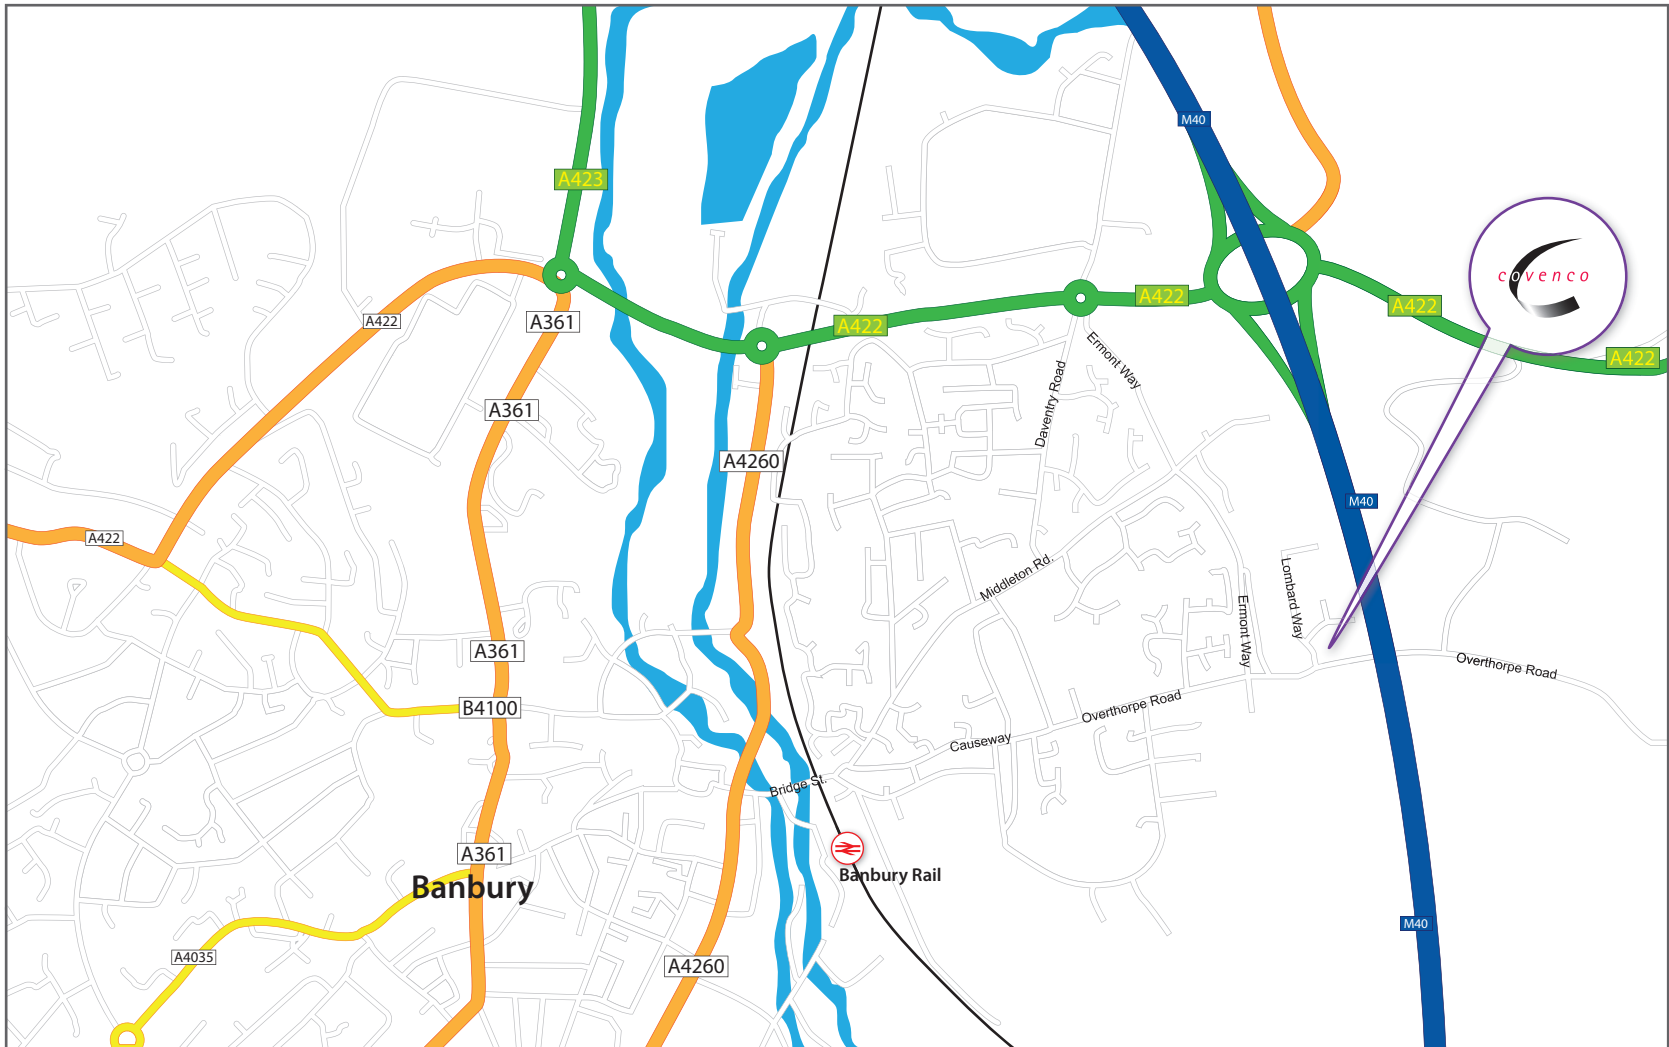 M40
A423
covenco
A422
A422
A422
A361
A422
A422
Ermont Way
Daventry Road
A361
A4260
M40
A422
Middleton Rd.
Lombard Way
Ermont Way
A361
Overthorpe Road
B4100
Overthorpe Road
Causeway
Bridge St.
A361
Banbury Rail
Banbury
M40
A4035
A4260